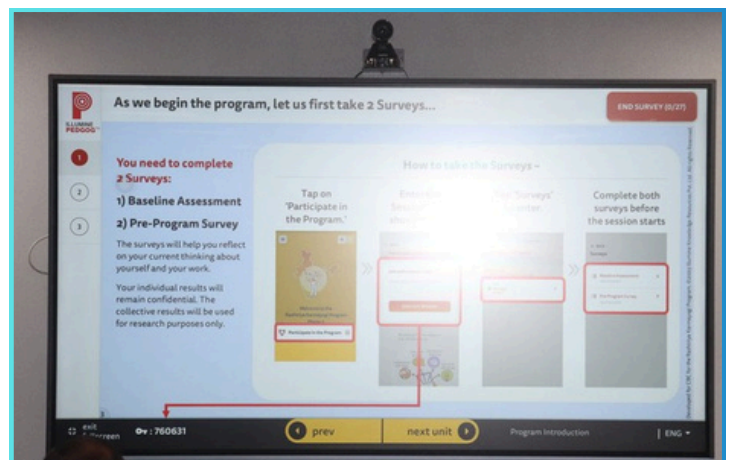 ILLUMINE
PEDGOG
As we begin the program, let us first take 2 Surveys...
END SURVEY (0/27)
1
2
3
You need to complete
2 Surveys:
1) Baseline Assessment
2) Pre-Program Survey
The surveys will help you reflect
on your current thinking about
yourself and your work.
Your individual results will
remain confidential. The
collective results will be used
for research purposes only.
How to take the Surveys –
Tap on
'Participate in
the Program.'
Participate in the Program
"Surveys"
Complete both
surveys before
the session starts
Surveys
exit
: 760631
prev
next unit
Program Introduction
ENG